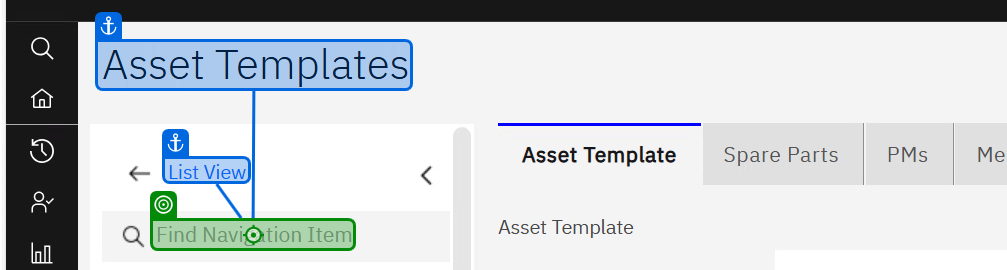 Asset Templates
List View
Find Navigation Item
Asset Template
Spare Parts
PMs
Me
Asset Template